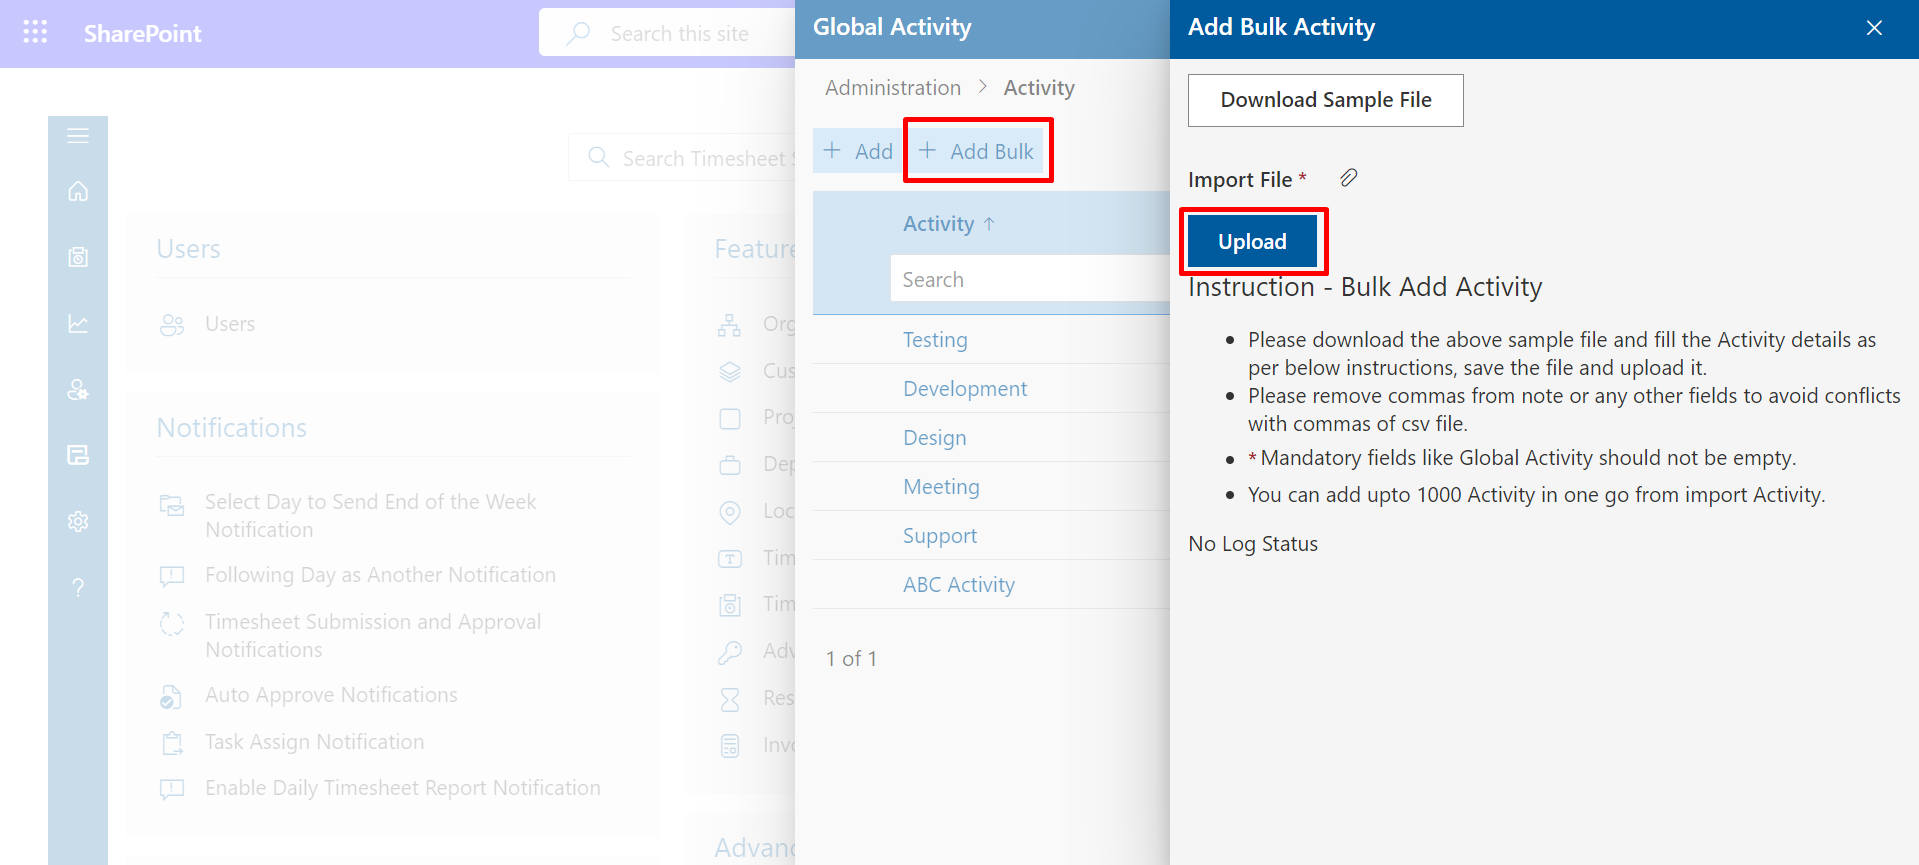 SharePoint
Search this site
Search Timesheet
Users
Users
Notifications
Select Day to Send End of the Week
Notification
Following Day as Another Notification
Timesheet Submission and Approval
Notifications
Auto Approve Notifications
Task Assign Notification
Enable Daily Timesheet Report Notification
Feature
Org
Cus
Proj
Dep
Loc
Tim
Tim
Adv
Res
Invo
Advanc
Global Activity
Administration > Activity
+ Add
+ Add Bulk
Activity ↑
Search
Testing
Development
Design
Meeting
Support
ABC Activity
1 of 1
Add Bulk Activity
Download Sample File
Import File *
Upload
Instruction - Bulk Add Activity
• Please download the above sample file and fill the Activity details as
per below instructions, save the file and upload it.
• Please remove commas from note or any other fields to avoid conflicts
with commas of csv file.
• * Mandatory fields like Global Activity should not be empty.
• You can add upto 1000 Activity in one go from import Activity.
No Log Status